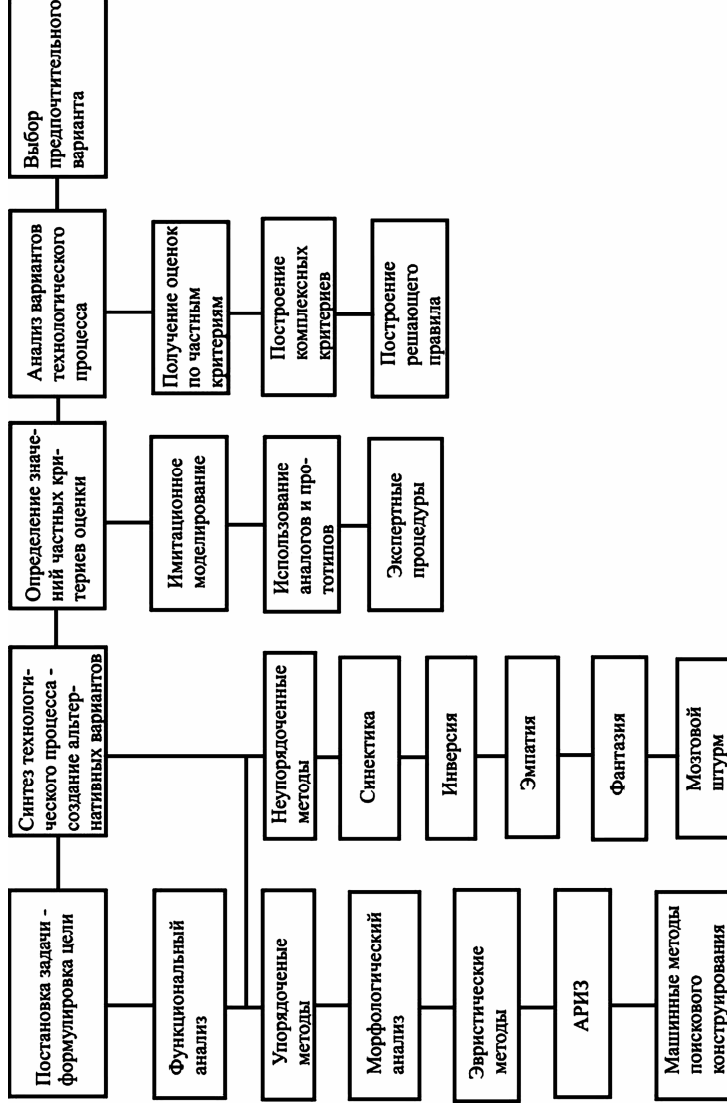 Постановка задачи -
формулировка цели
Функциональный
анализ
Упорядоченые
методы
Морфологический
анализ
Эвристические
методы
АРИЗ
Машинные методы
поискового
конструирования
Синтез технологи-
ческого процесса -
создание альтер-
нативных вариантов
Неупорядоченные
методы
Синектика
Инверсия
Эмпатия
Фантазия
Мозговой
штурм
Определение значе-
ний частных кри-
териев оценки
Имитационное
моделирование
Использование
аналогов и про-
тотипов
Экспертные
процедуры
Анализ вариантов
технологического
процесса
Получение оценок
по частным
критериям
Построение
комплексных
критериев
Построение
решающего
правила
Выбор
предпочтительного
варианта